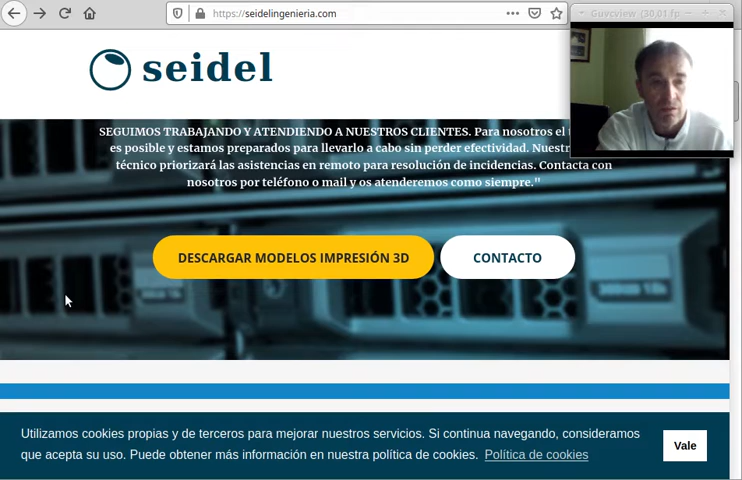 https://seidelingenieria.com
Guvcview (30,01 fp
seidel
SEGUIMOS TRABAJANDO Y ATENDIENDO A NUESTROS CLIENTES. Para nosotros el
es posible y estamos preparados para llevarlo a cabo sin perder efectividad. Nuestr
técnico priorizará las asistencias en remoto para resolución de incidencias. Contacta con
nosotros por teléfono o mail y os atenderemos como siempre."
DESCARGAR MODELOS IMPRESIÓN 3D
CONTACTO
Utilizamos cookies propias y de terceros para mejorar nuestros servicios. Si continua navegando, consideramos
que acepta su uso. Puede obtener más información en nuestra política de cookies. Política de cookies
Vale